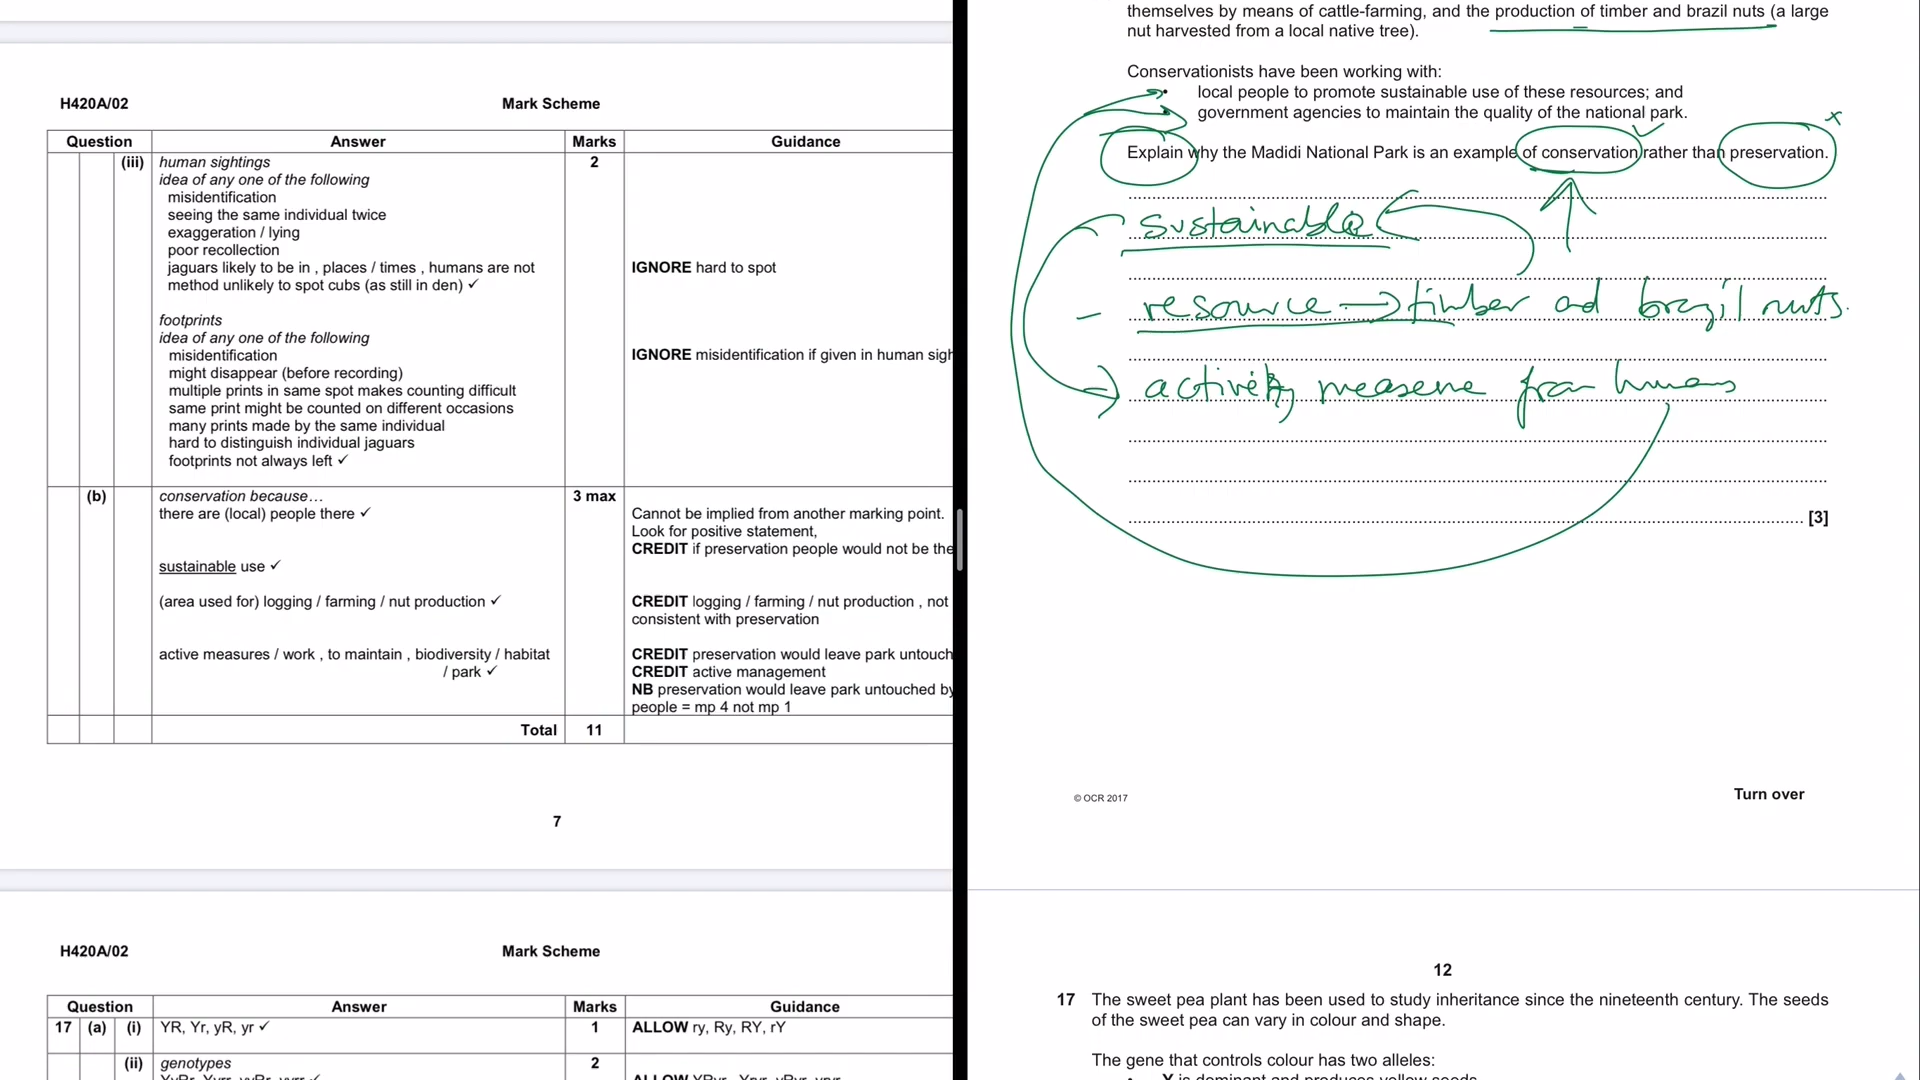 H420A/02 Mark Scheme
Question Answer Marks Guidance
(iii) human sightings 2
idea of any one of the following
misidentification
seeing the same individual twice
exaggeration / lying
poor recollection
jaguars likely to be in , places / times , humans are not IGNORE hard to spot
method unlikely to spot cubs (as still in den) ✓
footprints
idea of any one of the following
misidentification IGNORE misidentification if given in human sigh
might disappear (before recording)
multiple prints in same spot makes counting difficult
same print might be counted on different occasions
many prints made by the same individual
hard to distinguish individual jaguars
footprints not always left ✓
(b) conservation because… 3 max
there are (local) people there ✓ Cannot be implied from another marking point.
Look for positive statement,
CREDIT if preservation people would not be the
sustainable use ✓
(area used for) logging / farming / nut production ✓ CREDIT logging / farming / nut production , not
consistent with preservation
active measures / work , to maintain , biodiversity / habitat CREDIT preservation would leave park untouch
/ park ✓ CREDIT active management
NB preservation would leave park untouched by
people = mp 4 not mp 1
Total 11
7
H420A/02 Mark Scheme
Question Answer Marks Guidance
17 (a) (i) YR, Yr, yR, yr ✓ 1 ALLOW ry, Ry, RY, rY
(ii) genotypes 2
themselves by means of cattle-farming, and the production of timber and brazil nuts (a large
nut harvested from a local native tree).
Conservationists have been working with:
• local people to promote sustainable use of these resources; and
• government agencies to maintain the quality of the national park.
Explain why the Madidi National Park is an example of conservation rather than preservation.
sustainable
– resource → timber and brazil nuts.
actively measure from humans
[3]
© OCR 2017
Turn over
12
17 The sweet pea plant has been used to study inheritance since the nineteenth century. The seeds
of the sweet pea can vary in colour and shape.
The gene that controls colour has two alleles:
• Y is dominant and produces yellow seeds